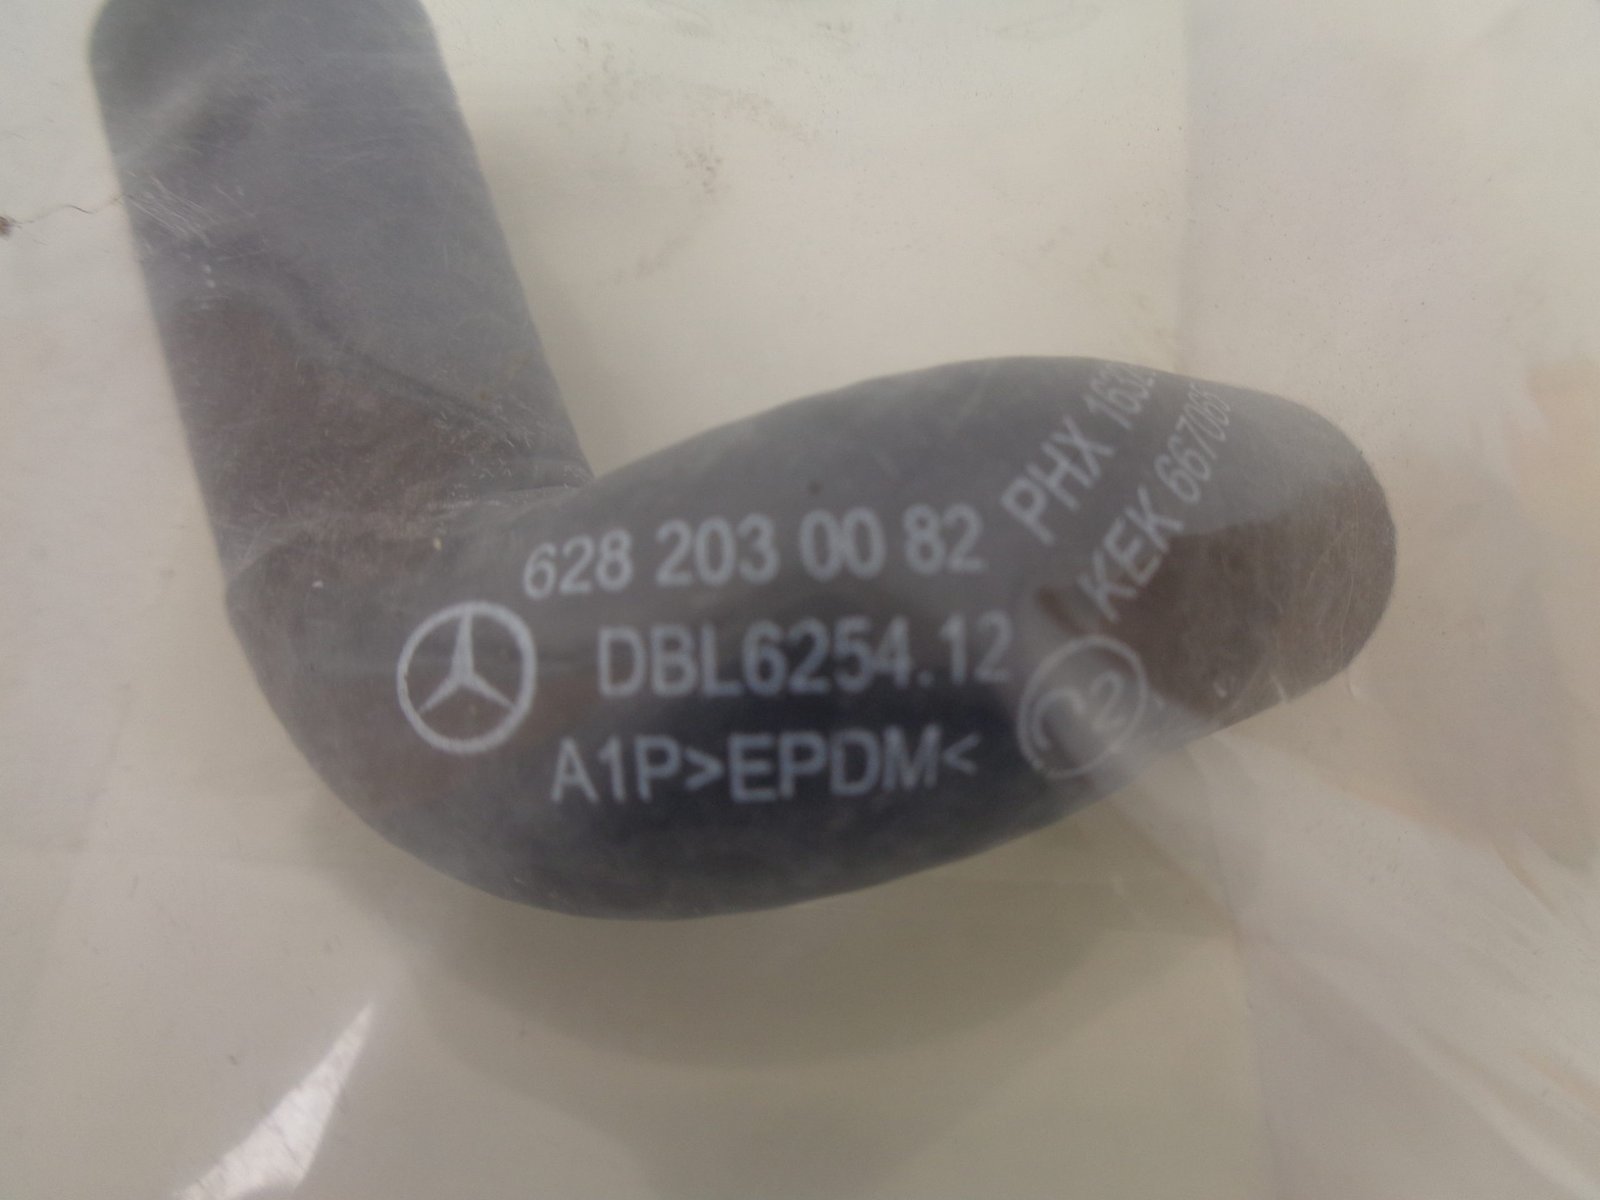 628 203 00 82
DBL6254.12
A1P>EPDM<
PHX
KEK